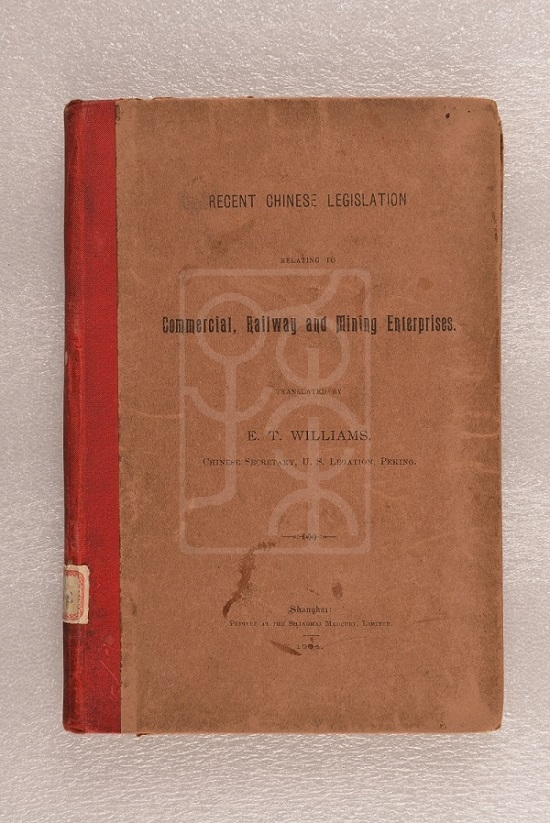 RECENT CHINESE LEGISLATION
RELATING TO
Commercial, Railway and Mining Enterprises.
TRANSLATED BY
E. T. WILLIAMS.
CHINESE SECRETARY, U. S. LEGATION, PEKING.
Shanghai:
PRINTED AT THE SHANGHAI MERCURY, LIMITED.
1904.